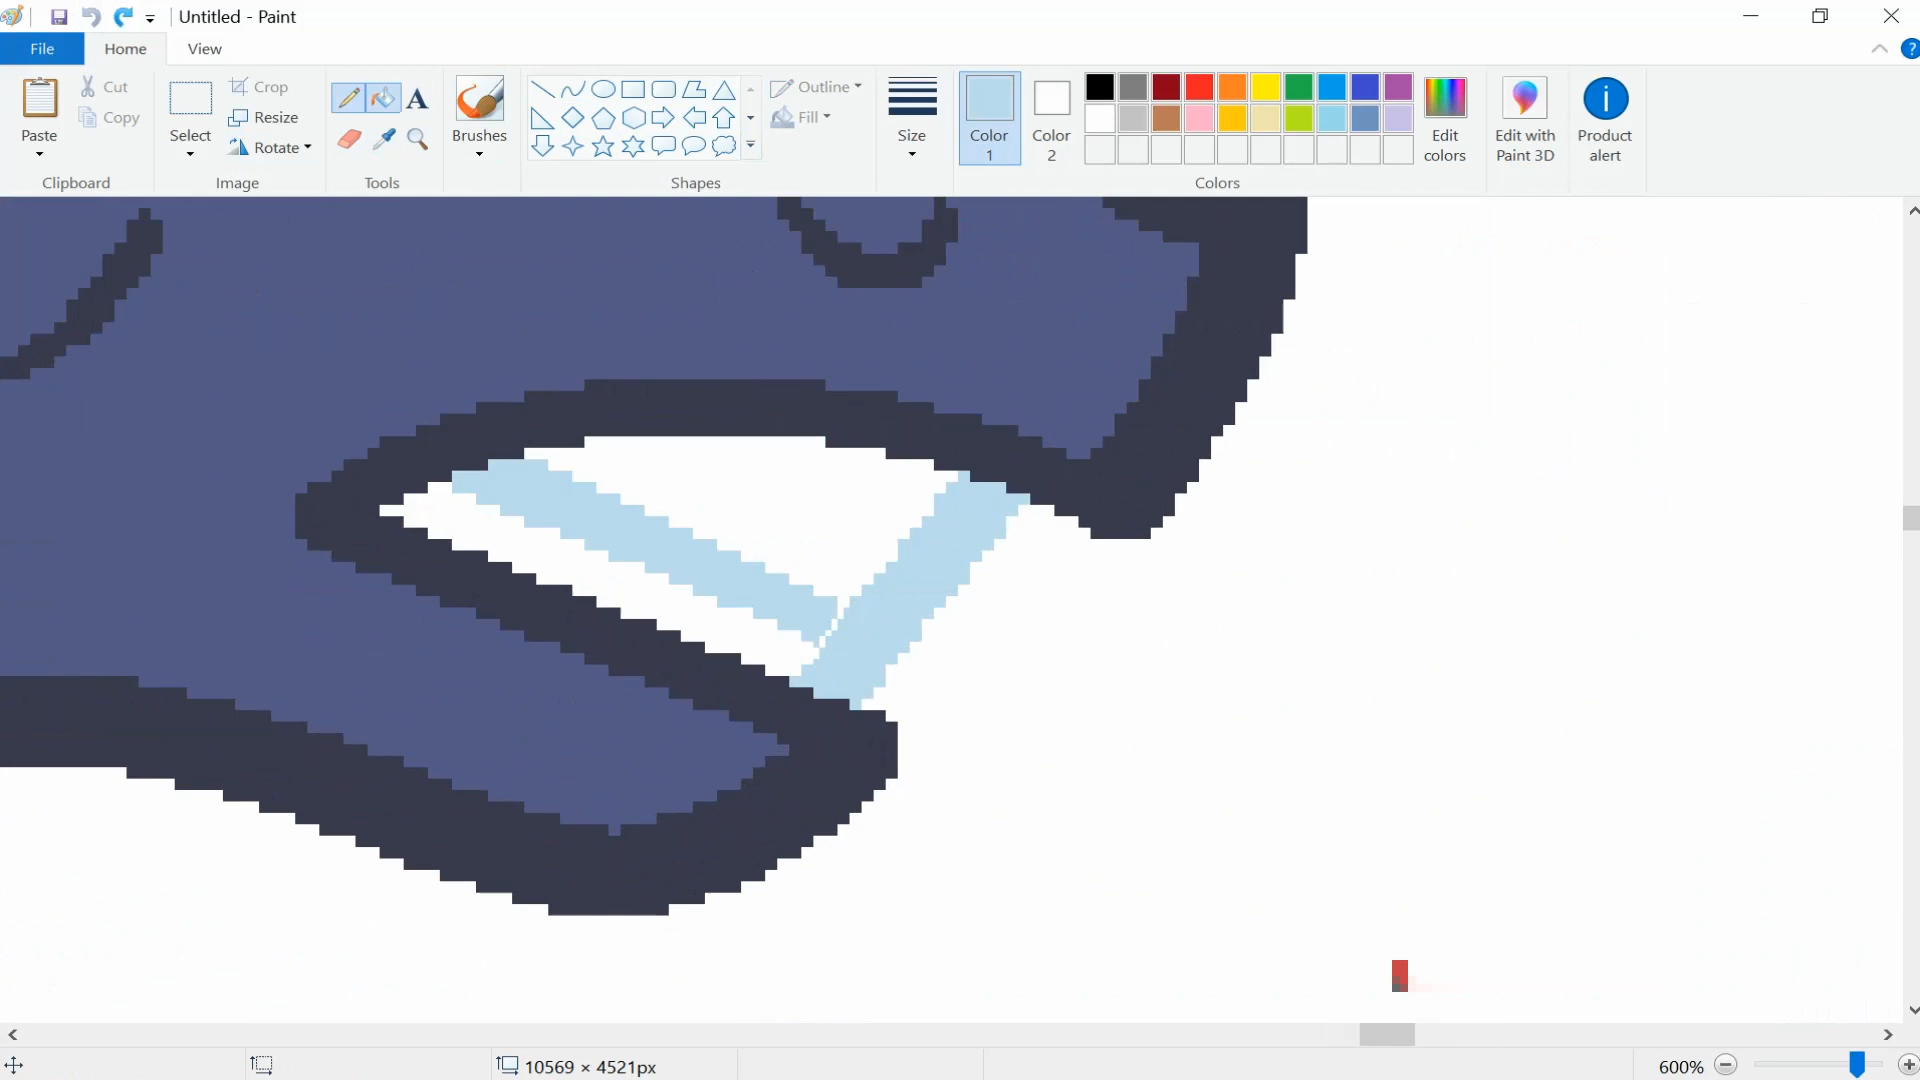 Untitled - Paint
File Home View
Paste
Cut
Copy
Clipboard
Select
Crop
Resize
Rotate
Image
A
Tools
Brushes
Outline
Fill
Shapes
Size
Color 1
Color 2
Edit colors
Colors
Edit with Paint 3D
Product alert
10569 × 4521px
600%